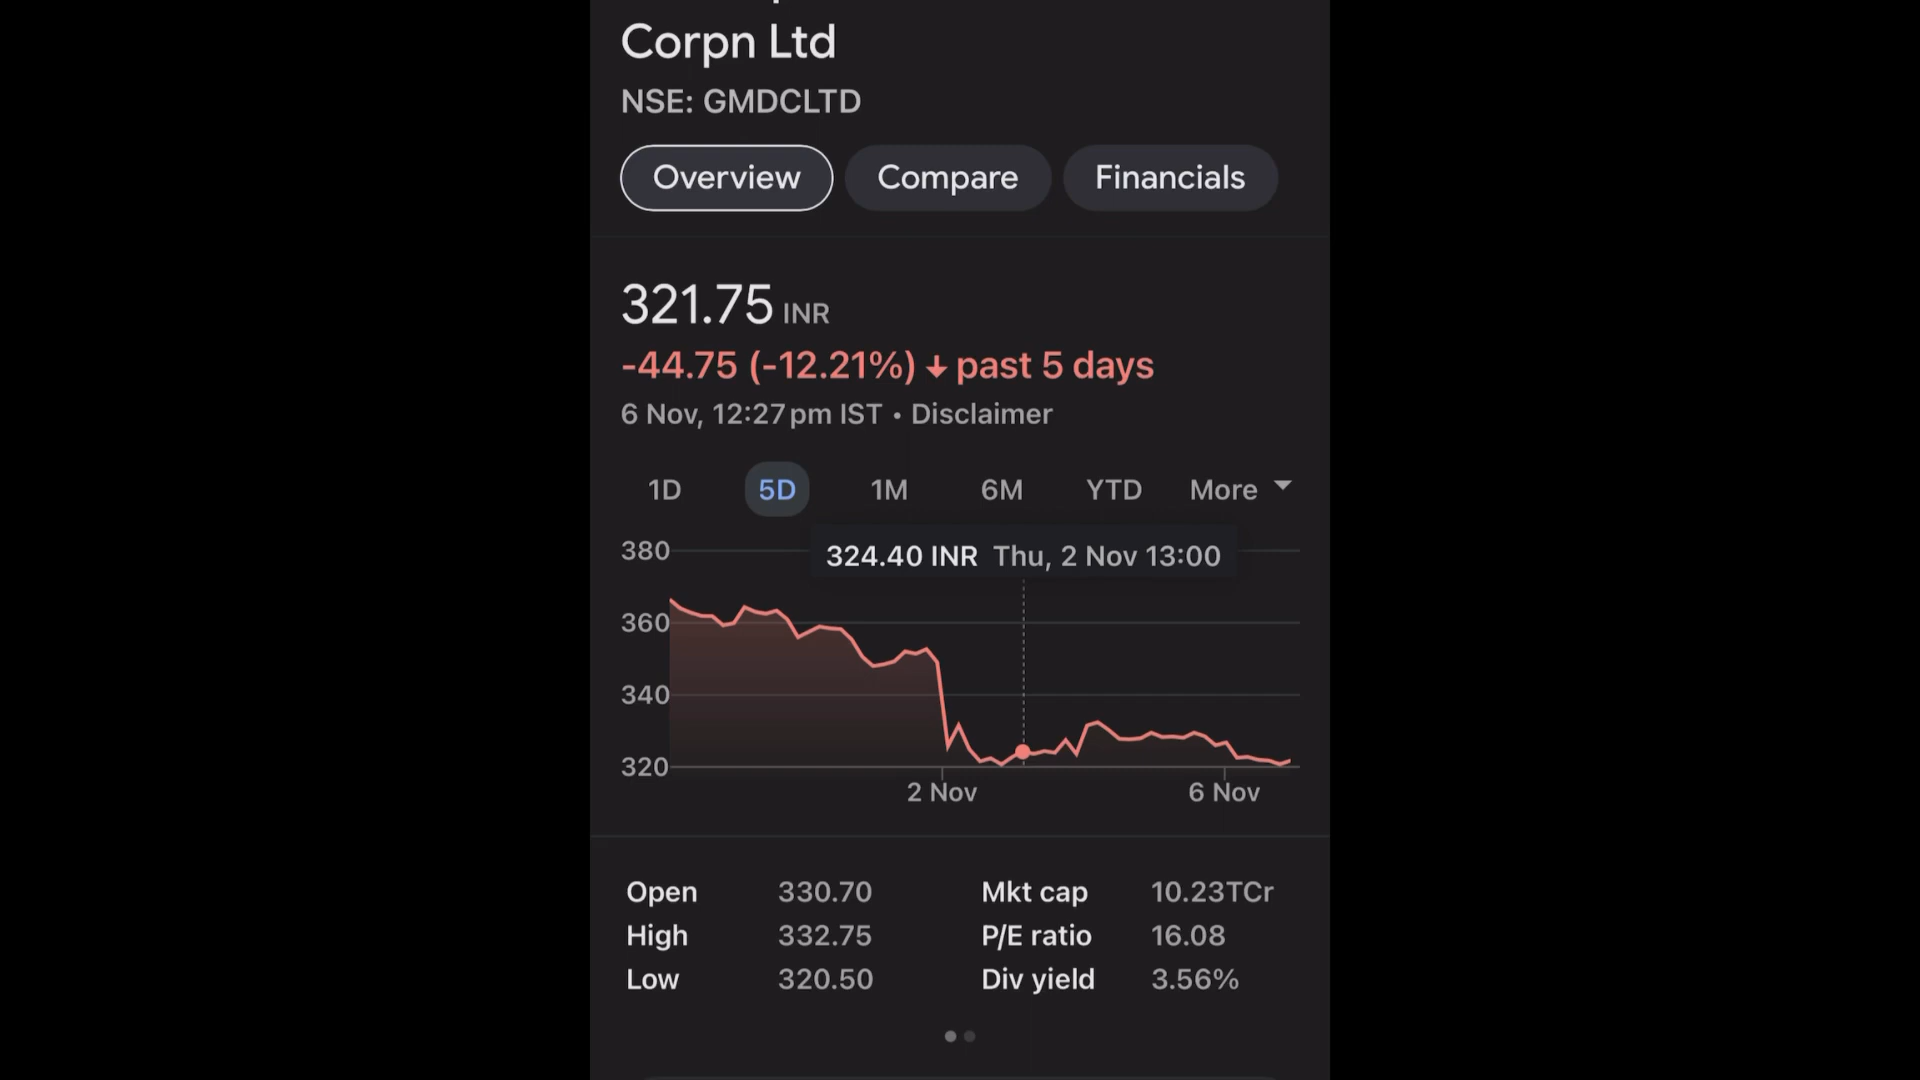 Corpn Ltd
NSE: GMDCLTD
Overview Compare Financials
321.75 INR
-44.75 (-12.21%) ↓ past 5 days
6 Nov, 12:27 pm IST • Disclaimer
1D 5D 1M 6M YTD More
324.40 INR Thu, 2 Nov 13:00
380
360
340
320
2 Nov 6 Nov
Open 330.70 Mkt cap 10.23TCr
High 332.75 P/E ratio 16.08
Low 320.50 Div yield 3.56%